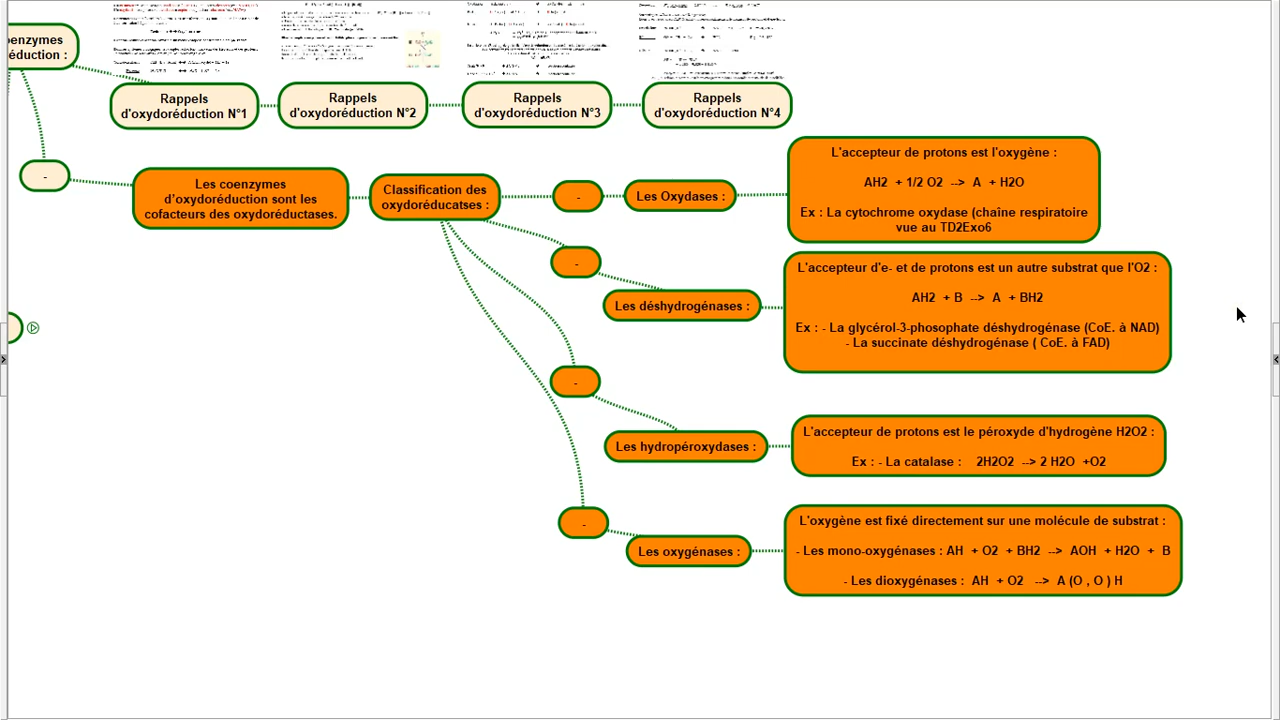 éduction :
Rappels
d'oxydoréduction N°1
Rappels
d'oxydoréduction N°2
Rappels
d'oxydoréduction N°3
Rappels
d'oxydoréduction N°4
-
Les coenzymes
d'oxydoréduction sont les
cofacteurs des oxydoréductases.
Classification des
oxydoréducatses :
-
Les Oxydases :
L'accepteur de protons est l'oxygène :
AH2 + 1/2 O2 --> A + H2O
Ex : La cytochrome oxydase (chaîne respiratoire
vue au TD2Exo6
-
Les déshydrogénases :
L'accepteur d'e- et de protons est un autre substrat que l'O2 :
AH2 + B --> A + BH2
Ex : - La glycérol-3-phosophate déshydrogénase (CoE. à NAD)
- La succinate déshydrogénase ( CoE. à FAD)
-
Les hydropéroxydases :
L'accepteur de protons est le péroxyde d'hydrogène H2O2 :
Ex : - La catalase : 2H2O2 --> 2 H2O +O2
-
Les oxygénases :
L'oxygène est fixé directement sur une molécule de substrat :
- Les mono-oxygénases : AH + O2 + BH2 --> AOH + H2O + B
- Les dioxygénases : AH + O2 --> A (O , O ) H